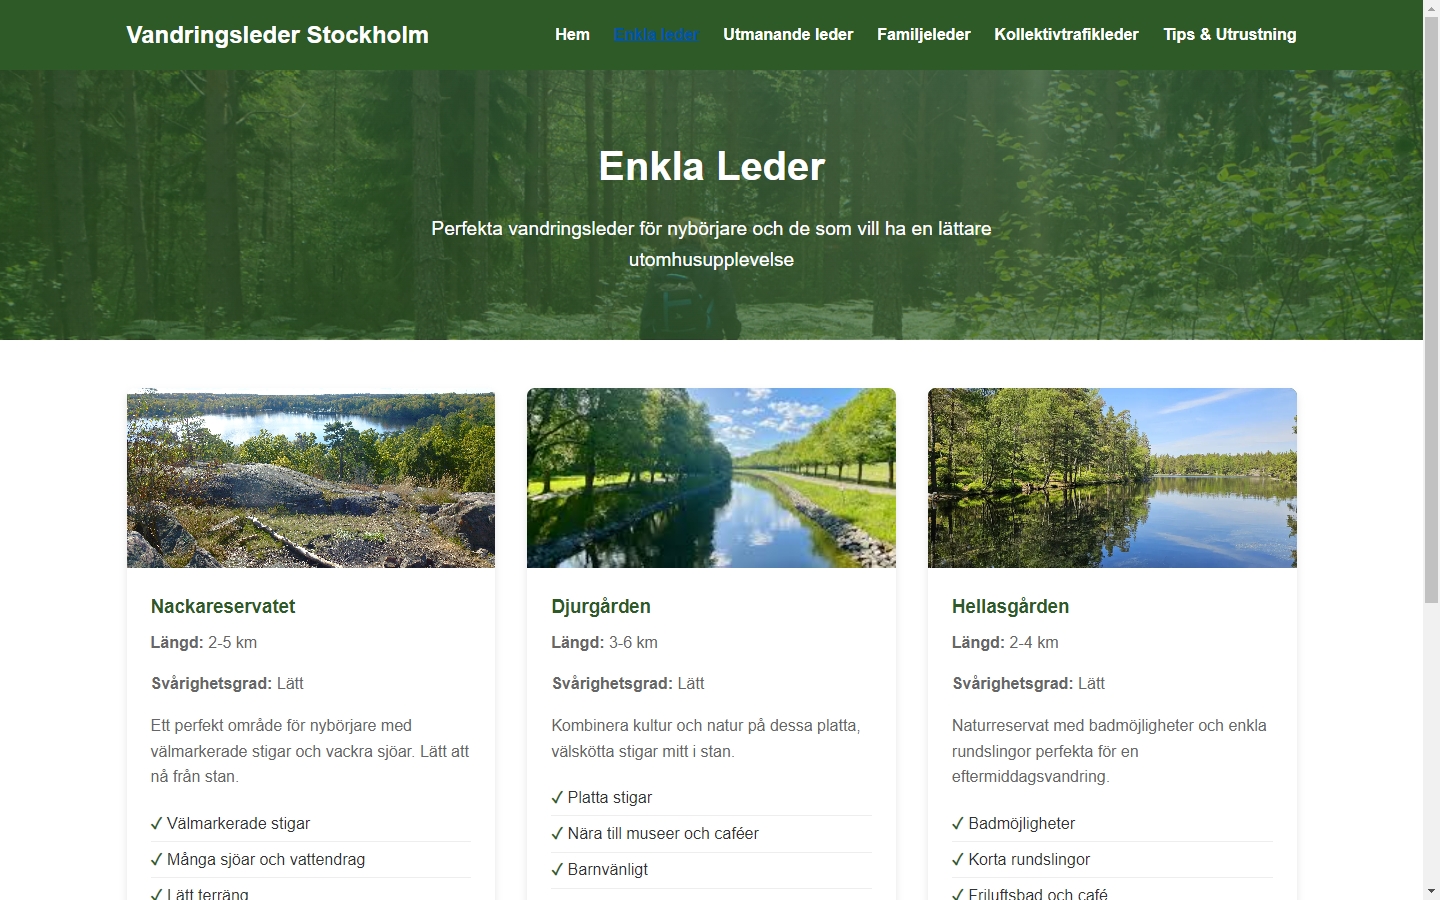 Vandringsleder Stockholm
Hem
Enkla leder
Utmanande leder
Familjeleder
Kollektivtrafikleder
Tips & Utrustning
Enkla Leder
Perfekta vandringsleder för nybörjare och de som vill ha en lättare
utomhusupplevelse
Nackareservatet
Längd: 2-5 km
Svårighetsgrad: Lätt
Ett perfekt område för nybörjare med
välmarkerade stigar och vackra sjöar. Lätt att
nå från stan.
✓ Välmarkerade stigar
✓ Många sjöar och vattendrag
✓ Lätt terräng
Djurgården
Längd: 3-6 km
Svårighetsgrad: Lätt
Kombinera kultur och natur på dessa platta,
välskötta stigar mitt i stan.
✓ Platta stigar
✓ Nära till museer och caféer
✓ Barnvänligt
Hellasgården
Längd: 2-4 km
Svårighetsgrad: Lätt
Naturreservat med badmöjligheter och enkla
rundslingor perfekta för en
eftermiddagsvandring.
✓ Badmöjligheter
✓ Korta rundslingor
✓ Friluftsbad och café